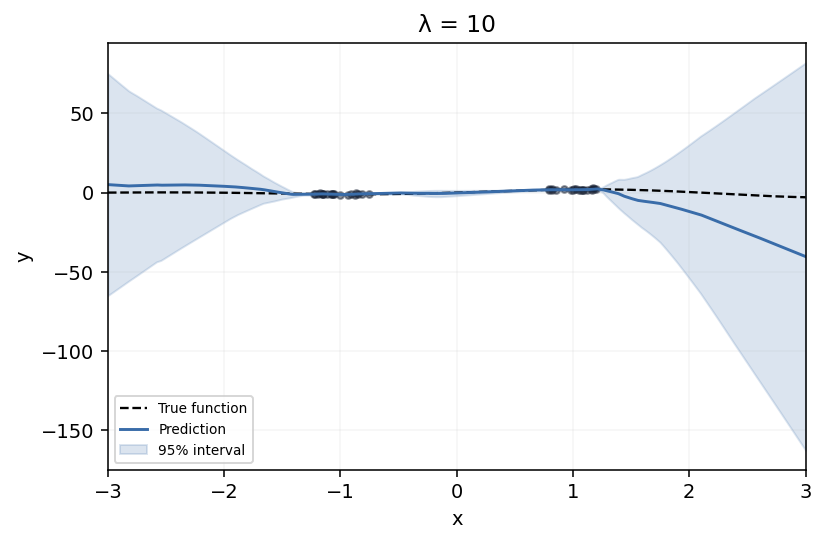 λ = 10
50
0
−50
−100
−150
y
True function
Prediction
95% interval
−3 −2 −1 0 1 2 3
x